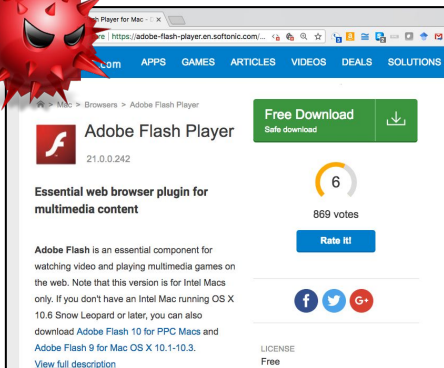 h Player for Mac - D
ore | https://adobe-flash-player.en.softonic.com/...
.com APPS GAMES ARTICLES VIDEOS DEALS SOLUTIONS
> Mac > Browsers > Adobe Flash Player
Adobe Flash Player
21.0.0.242
Free Download
Safe download
6
869 votes
Rate It!
Essential web browser plugin for
multimedia content
Adobe Flash is an essential component for
watching video and playing multimedia games on
the web. Note that this version is for Intel Macs
only. If you don't have an Intel Mac running OS X
10.6 Snow Leopard or later, you can also
download Adobe Flash 10 for PPC Macs and
Adobe Flash 9 for Mac OS X 10.1-10.3.
View full description
f G+
LICENSE
Free